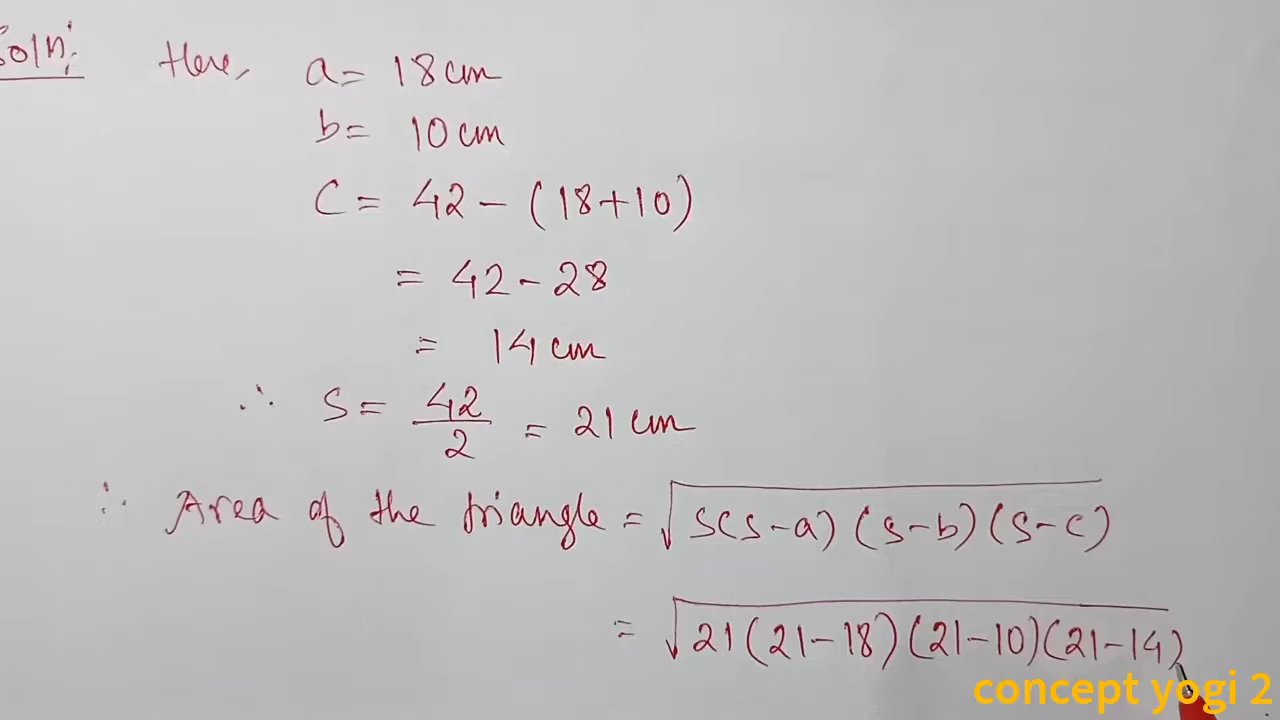 Soln:
Here, a = 18 cm
b = 10 cm
C = 42 - (18+10)
= 42 - 28
= 14 cm
∴ S = 42/2 = 21 cm
∴ Area of the triangle = √s(s-a)(s-b)(s-c)
= √21(21-18)(21-10)(21-14)
concept yogi 2